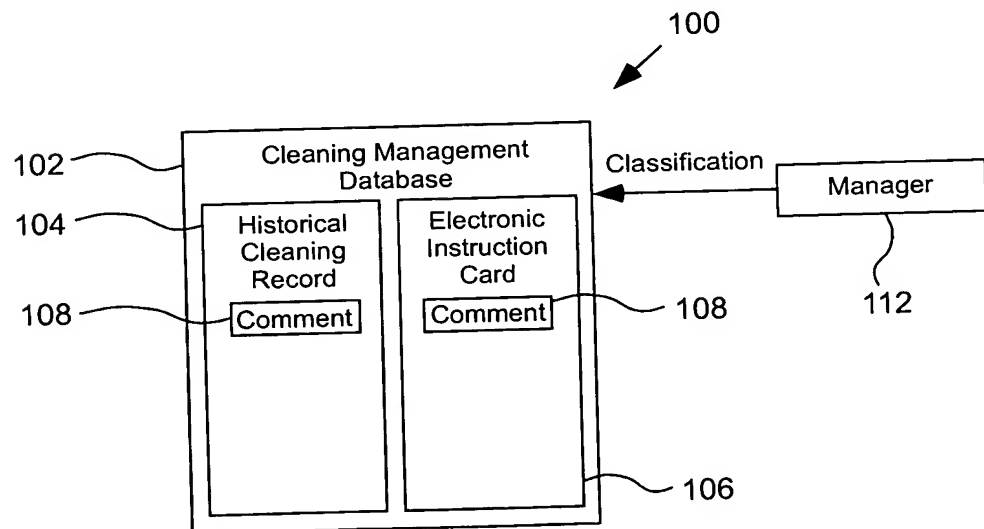 100
102
Cleaning Management
Database
Classification
Manager
104
Historical
Cleaning
Record
Electronic
Instruction
Card
108
Comment
Comment
108
112
106